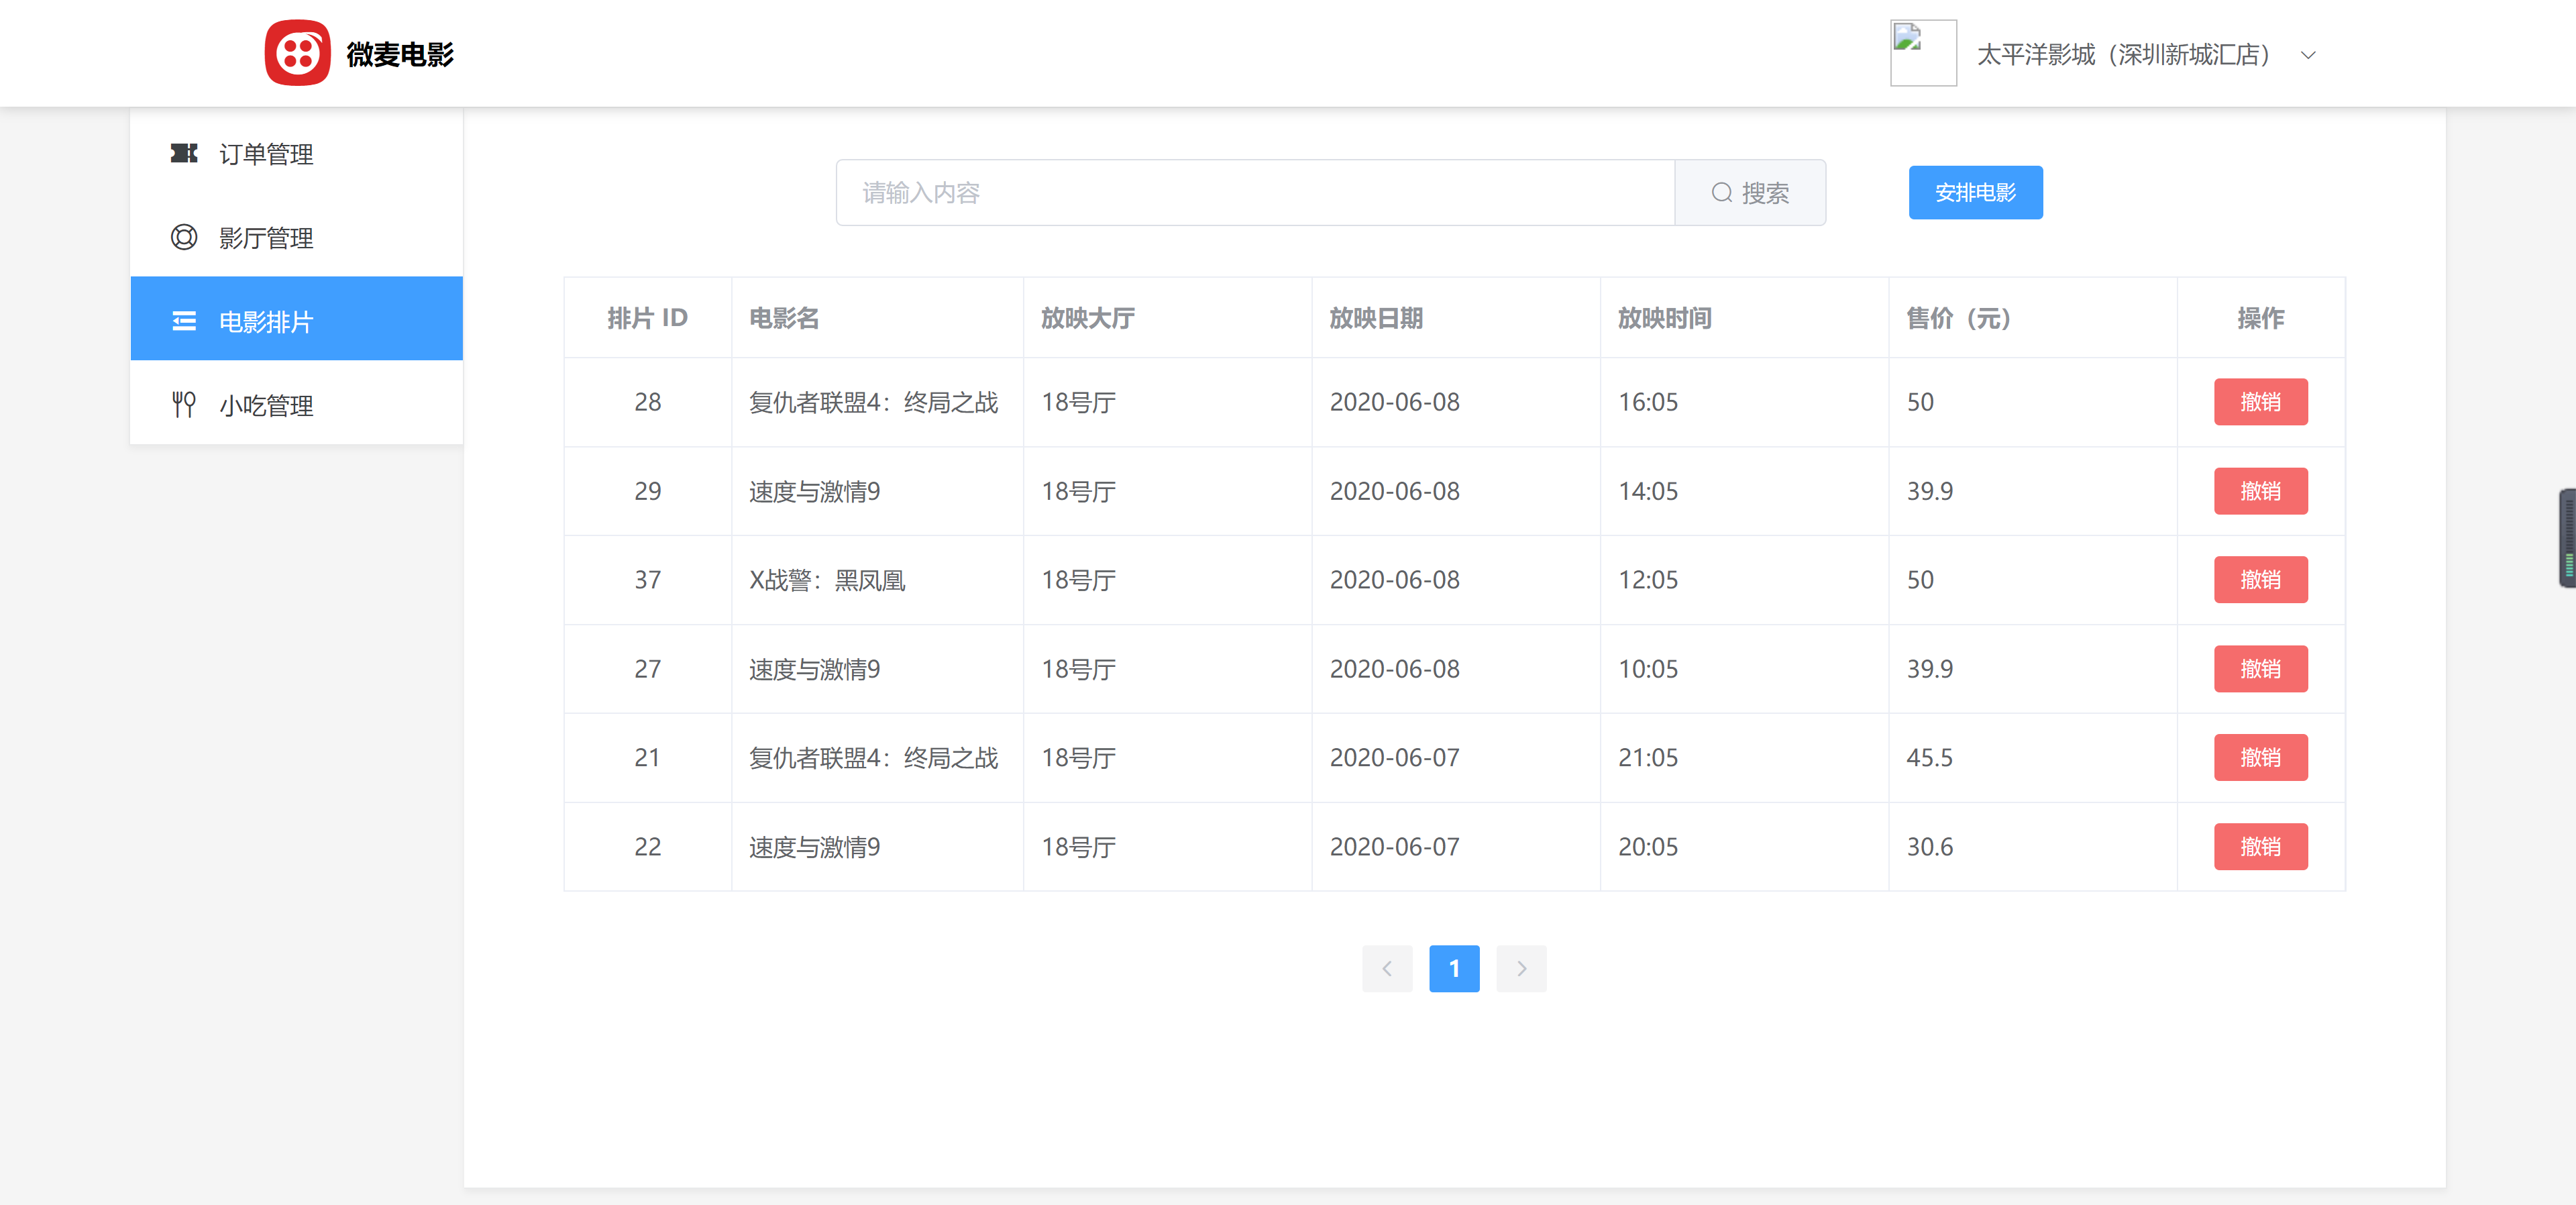 微麦电影
太平洋影城（深圳新城汇店）
订单管理
影厅管理
电影排片
小吃管理
请输入内容
搜索
安排电影
排片 ID 电影名 放映大厅 放映日期 放映时间 售价（元） 操作
28 复仇者联盟4：终局之战 18号厅 2020-06-08 16:05 50 撤销
29 速度与激情9 18号厅 2020-06-08 14:05 39.9 撤销
37 X战警：黑凤凰 18号厅 2020-06-08 12:05 50 撤销
27 速度与激情9 18号厅 2020-06-08 10:05 39.9 撤销
21 复仇者联盟4：终局之战 18号厅 2020-06-07 21:05 45.5 撤销
22 速度与激情9 18号厅 2020-06-07 20:05 30.6 撤销
1